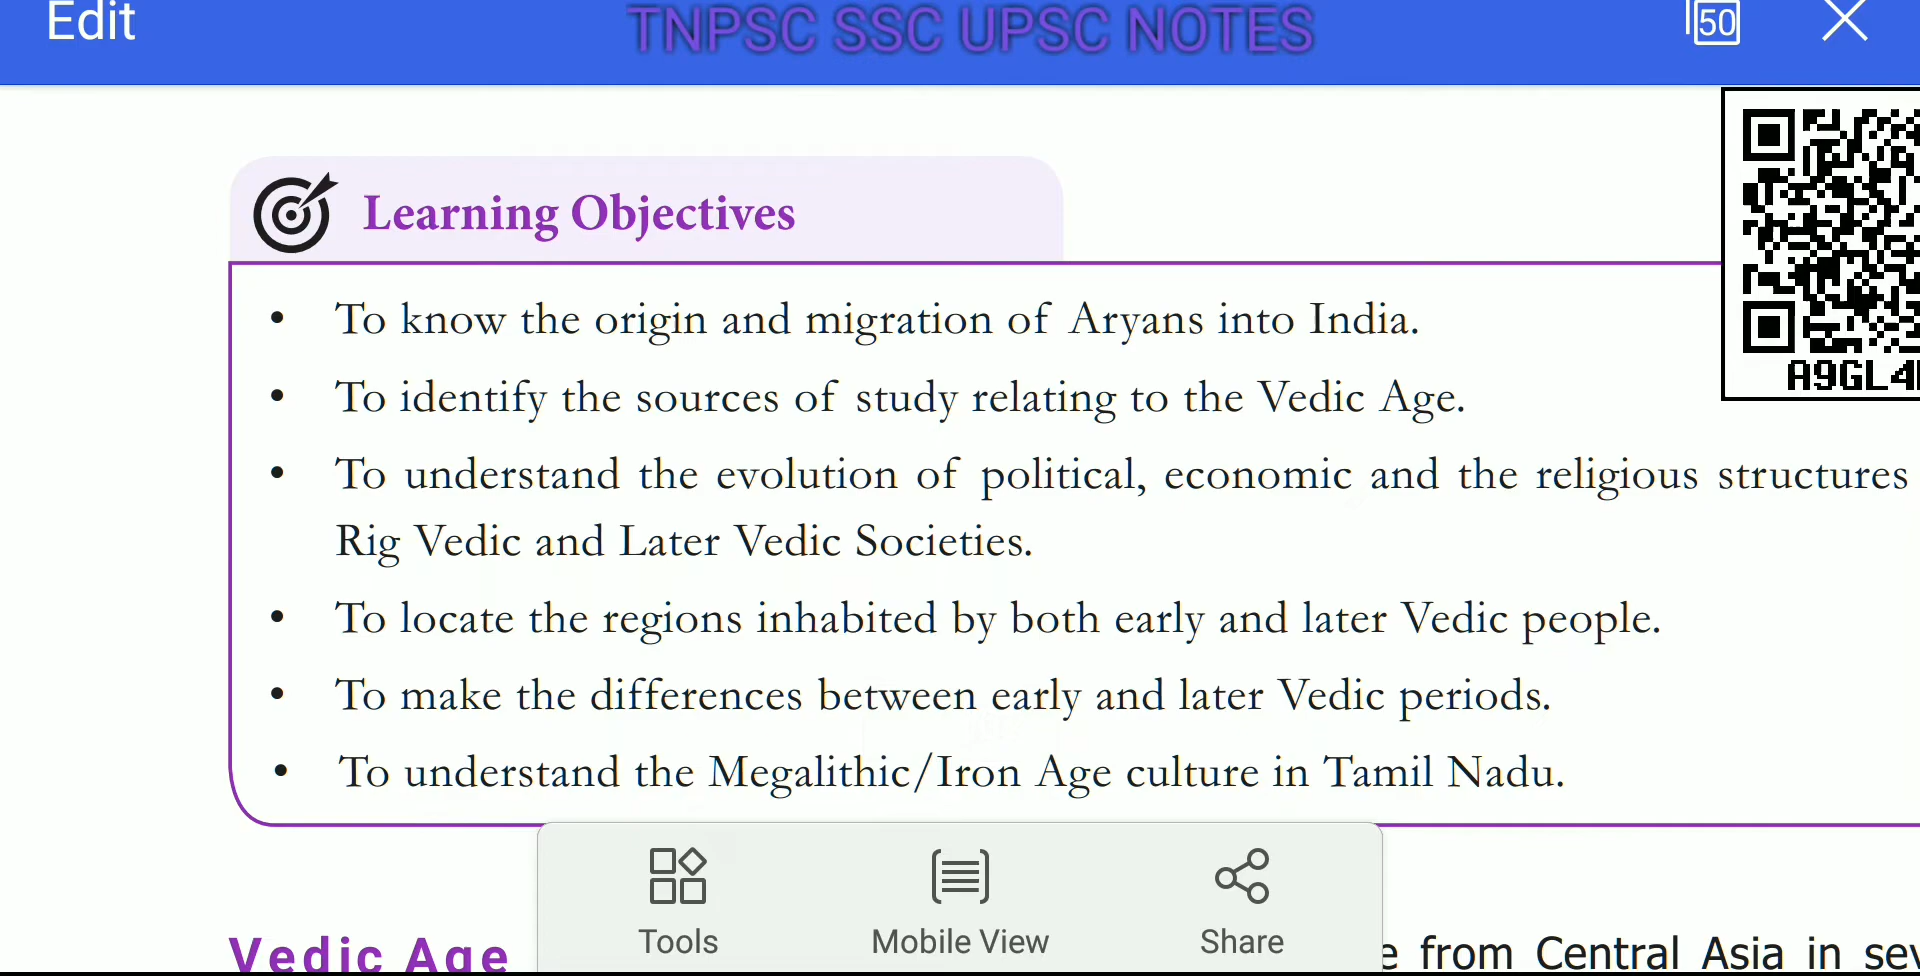 Edit
TNPSC SSC UPSC NOTES
50
Learning Objectives
• To know the origin and migration of Aryans into India.
• To identify the sources of study relating to the Vedic Age.
• To understand the evolution of political, economic and the religious structures
Rig Vedic and Later Vedic Societies.
• To locate the regions inhabited by both early and later Vedic people.
• To make the differences between early and later Vedic periods.
• To understand the Megalithic/Iron Age culture in Tamil Nadu.
Tools
Mobile View
Share
Vedic Age
from Central Asia in